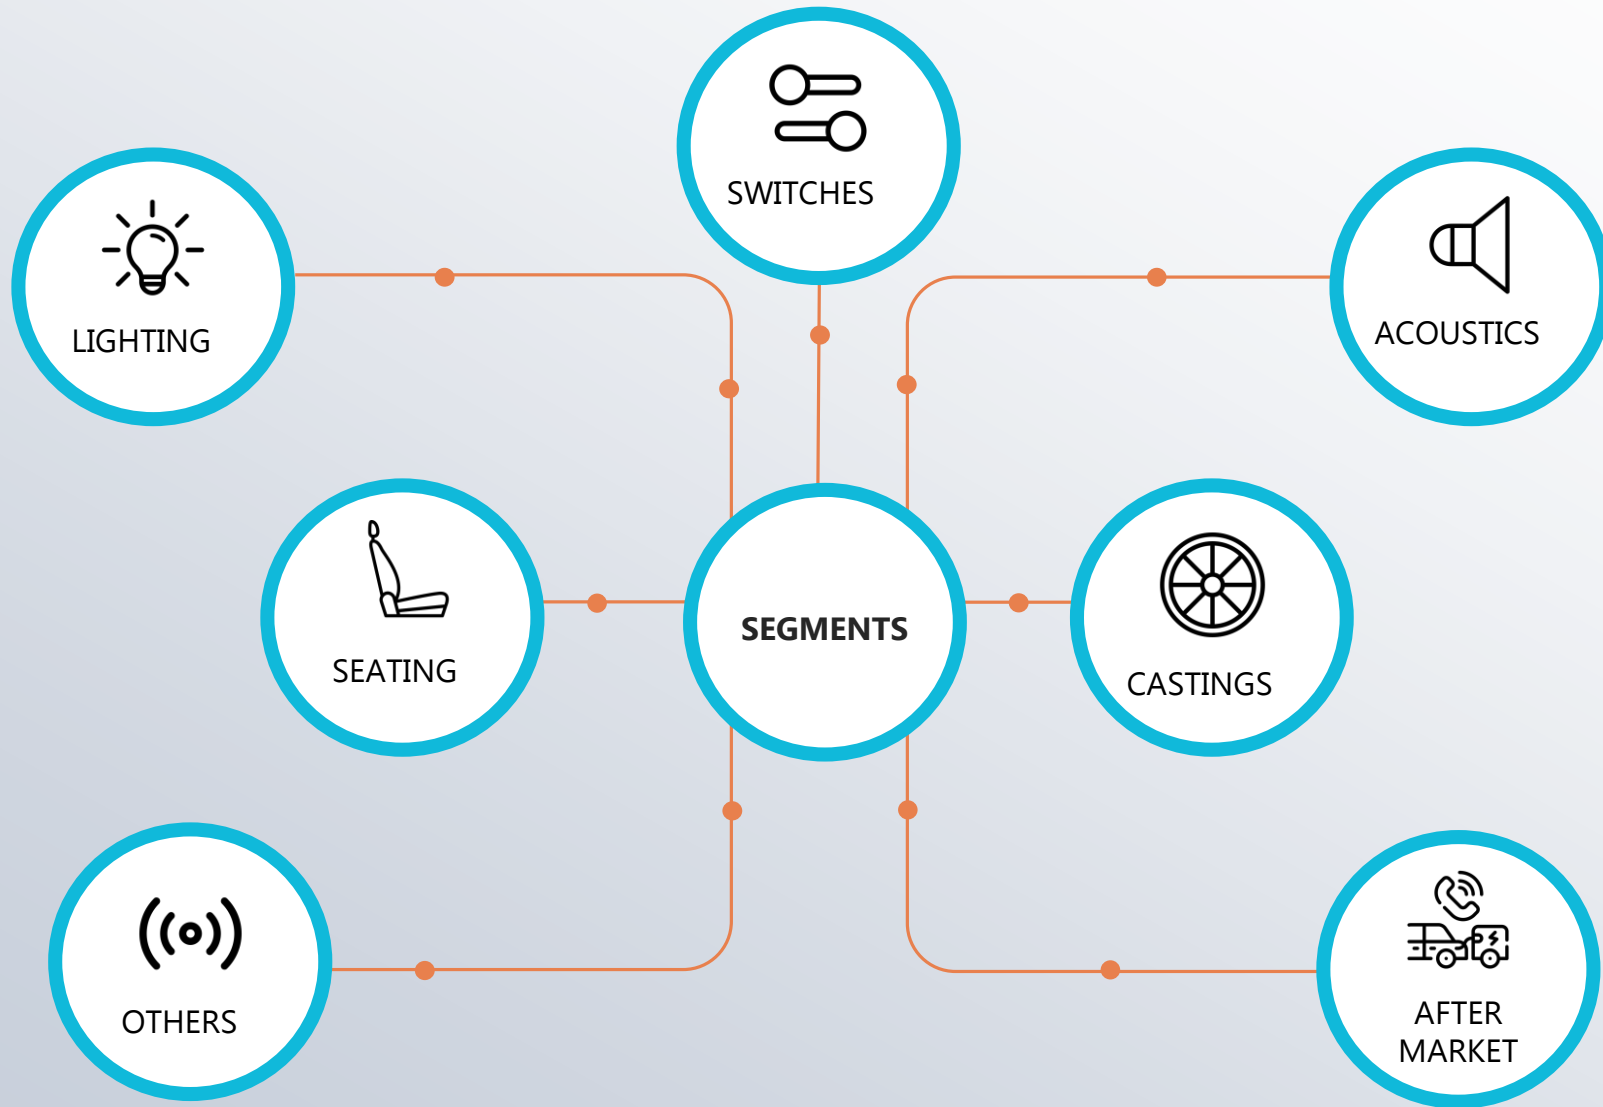 SWITCHES
LIGHTING
ACOUSTICS
SEATING
SEGMENTS
CASTINGS
OTHERS
AFTER
MARKET